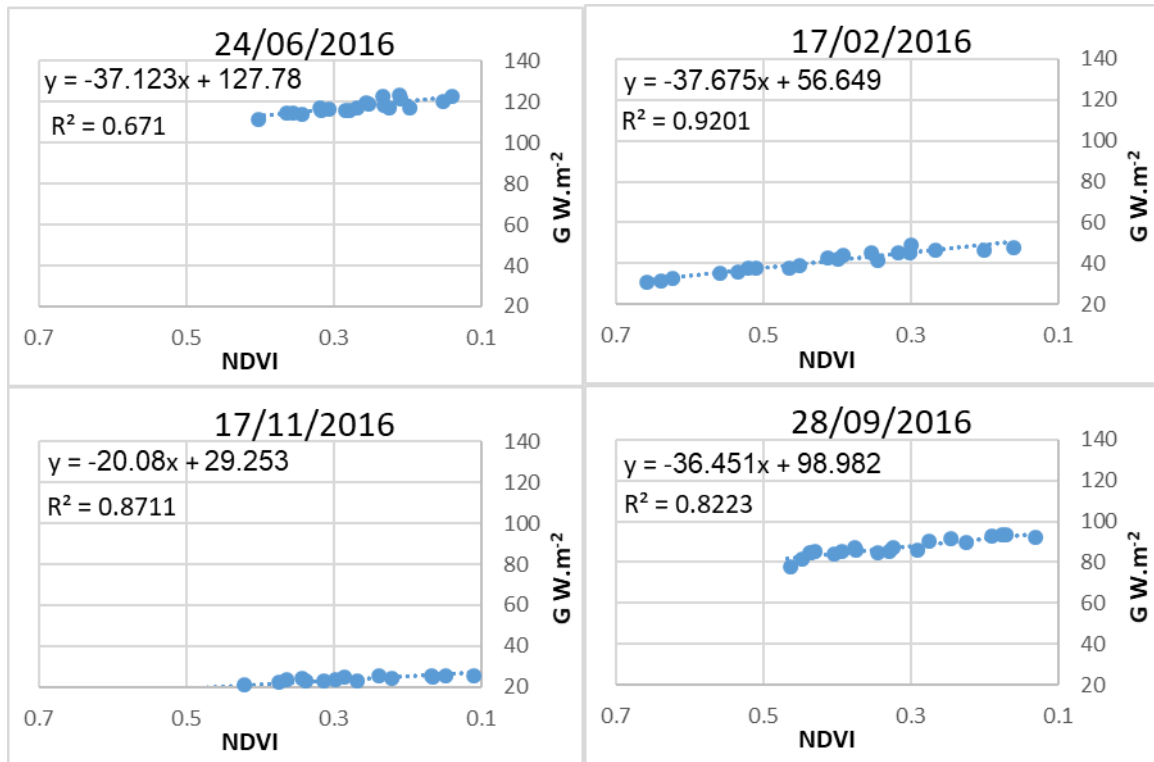 24/06/2016
y = -37.123x + 127.78
R² = 0.671
140
120
100
80
60
40
20
G W.m⁻²
0.7 0.5 0.3 0.1
NDVI
17/02/2016
y = -37.675x + 56.649
R² = 0.9201
140
120
100
80
60
40
20
G W.m⁻²
0.7 0.5 0.3 0.1
NDVI
17/11/2016
y = -20.08x + 29.253
R² = 0.8711
140
120
100
80
60
40
20
G W.m⁻²
0.7 0.5 0.3 0.1
NDVI
28/09/2016
y = -36.451x + 98.982
R² = 0.8223
140
120
100
80
60
40
20
G W.m⁻²
0.7 0.5 0.3 0.1
NDVI